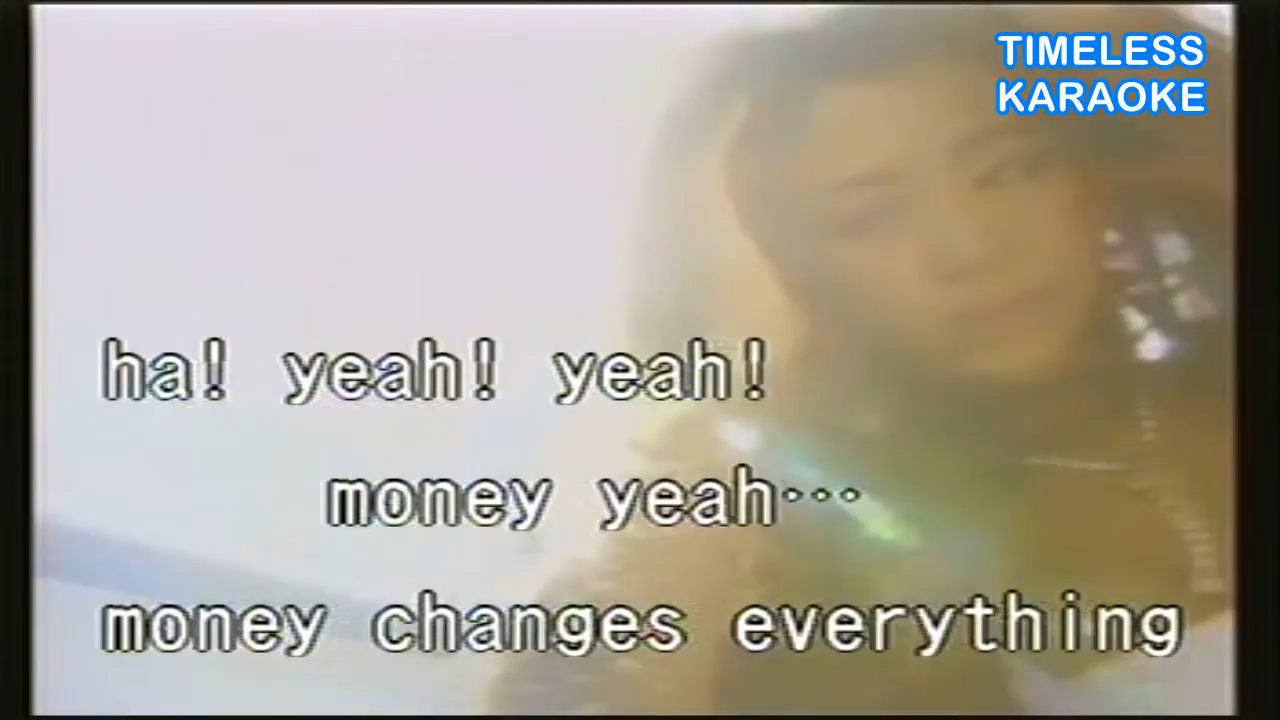 TIMELESS
KARAOKE
ha! yeah! yeah!
money yeah…
money changes everything